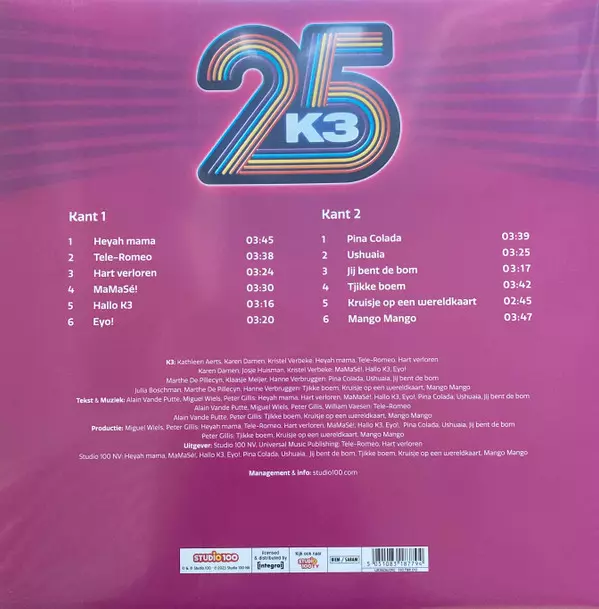 25
K3
Kant 1
1 Heyah mama 03:45
2 Tele-Romeo 03:38
3 Hart verloren 03:24
4 MaMaSé! 03:30
5 Hallo K3 03:16
6 Eyo! 03:20
Kant 2
1 Pina Colada 03:39
2 Ushuaia 03:25
3 Jij bent de bom 03:17
4 Tjikke boem 03:42
5 Kruisje op een wereldkaart 02:45
6 Mango Mango 03:47
K3: Kathleen Aerts, Karen Damen, Kristel Verbeke: Heyah mama, Tele-Romeo, Hart verloren
Karen Damen, Josje Huisman, Kristel Verbeke: MaMaSé!, Hallo K3, Eyo!
Marthe De Pillecyn, Klaasje Meijer, Hanne Verbruggen: Pina Colada, Ushuaia, Jij bent de bom
Julia Boschman, Marthe De Pillecyn, Hanne Verbruggen: Tjikke boem, Kruisje op een wereldkaart, Mango Mango
Tekst & Muziek: Alain Vande Putte, Miguel Wiels, Peter Gillis: Heyah mama, Hart verloren, MaMaSé!, Hallo K3, Eyo!, Pina Colada, Ushuaia, Jij bent de bom
Alain Vande Putte, Miguel Wiels, Peter Gillis, William Vaesen: Tele-Romeo
Alain Vande Putte, Peter Gillis: Tjikke boem, Kruisje op een wereldkaart, Mango Mango
Productie: Miguel Wiels, Peter Gillis: Heyah mama, Tele-Romeo, Hart verloren, MaMaSé!, Hallo K3, Eyo!, Pina Colada, Ushuaia, Jij bent de bom
Peter Gillis: Tjikke boem, Kruisje op een wereldkaart, Mango Mango
Uitgever: Studio 100 NV, Universal Music Publishing: Tele-Romeo, Hart verloren
Studio 100 NV: Heyah mama, MaMaSé!, Hallo K3, Eyo!, Pina Colada, Ushuaia, Jij bent de bom, Tjikke boem, Kruisje op een wereldkaart, Mango Mango
Management & info: studio100.com
STUDIO 100
licensed & distributed by [integral]
Kijk ook naar STUDIO 100 TV
BIEM / SABAM
5 051083 187794